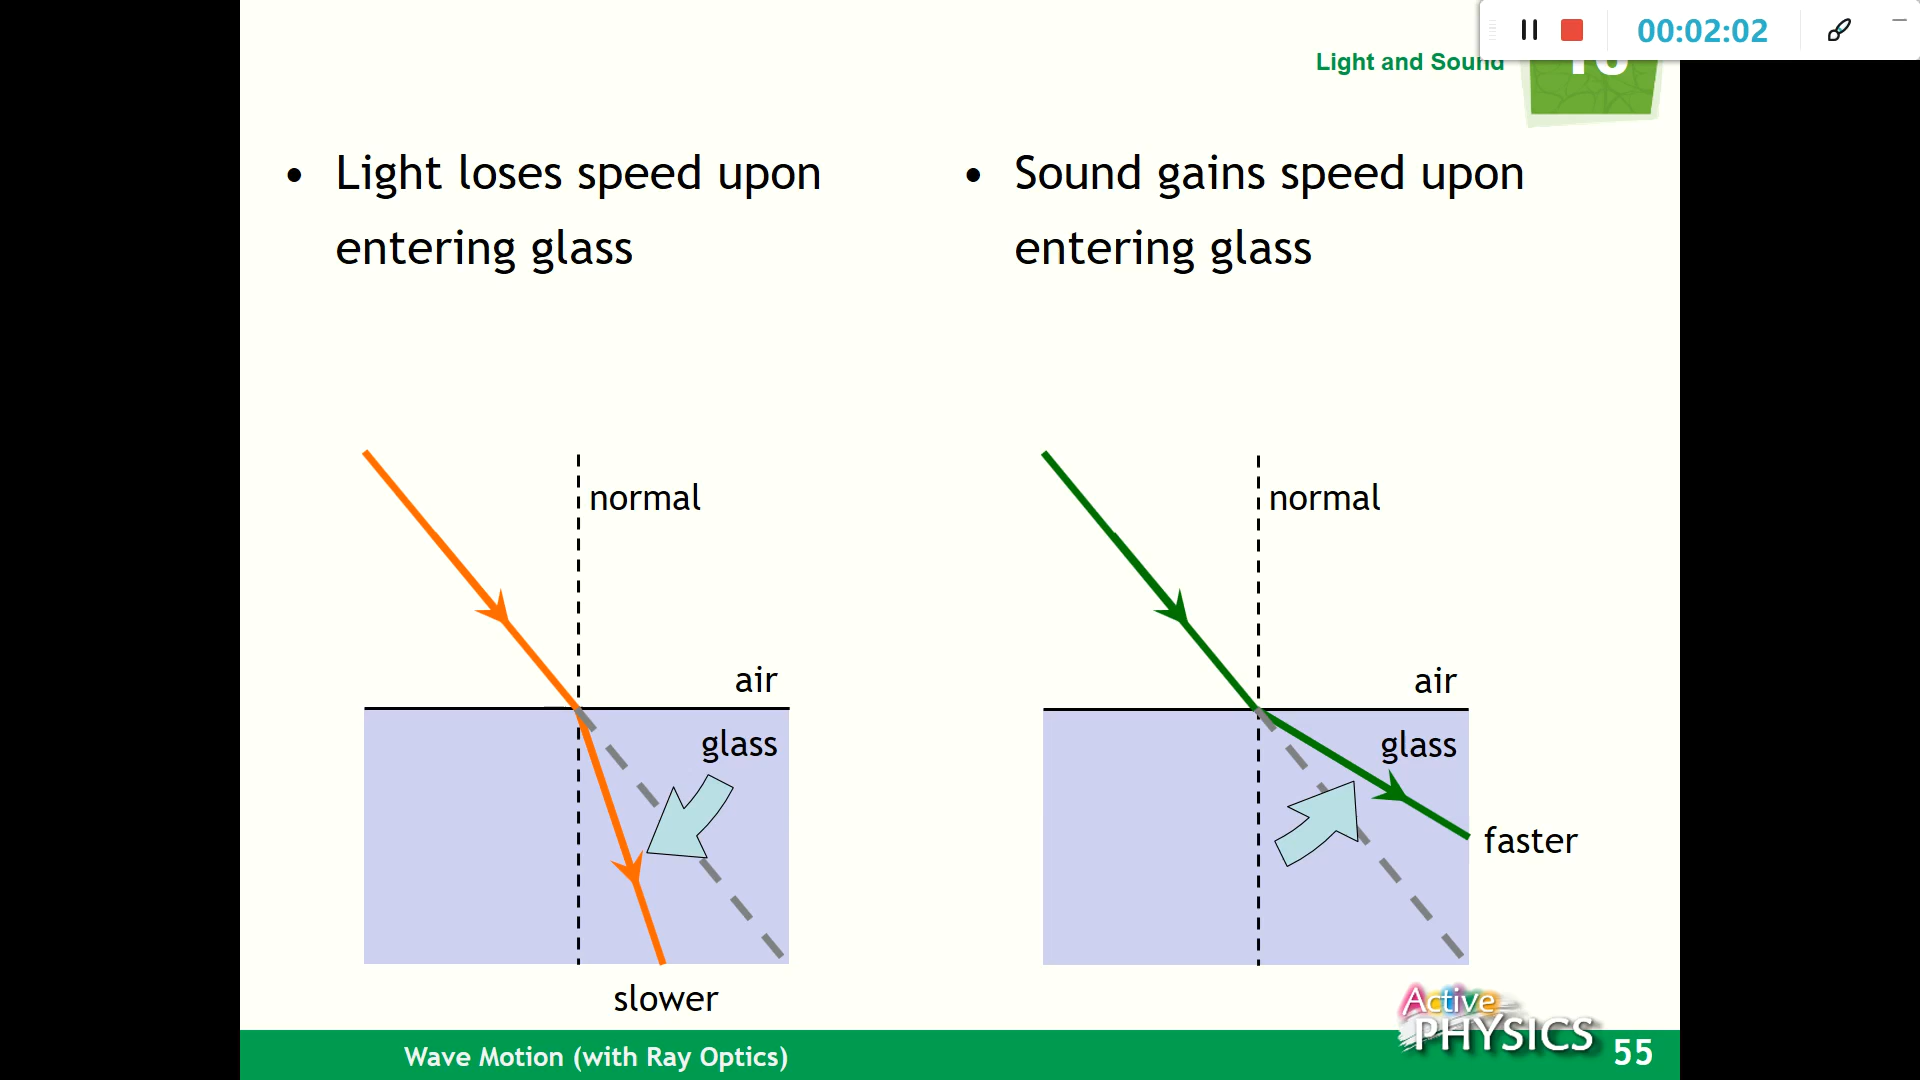 00:02:02
Light and Sound
• Light loses speed upon
entering glass
• Sound gains speed upon
entering glass
normal
air
glass
slower
normal
air
glass
faster
Wave Motion (with Ray Optics)
Active
PHYSICS
55